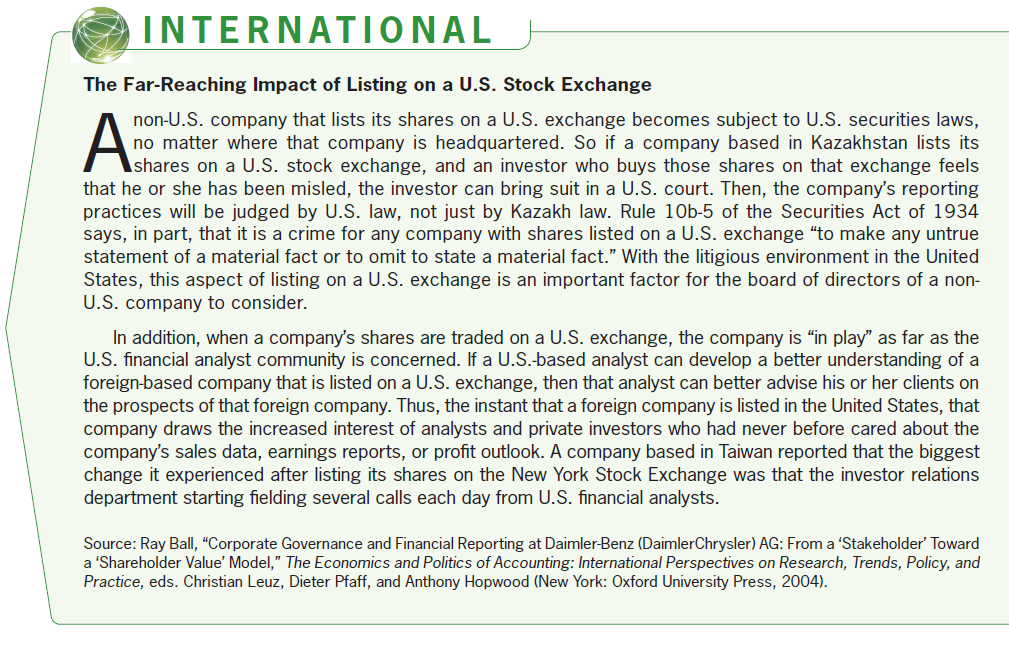 INTERNATIONAL
The Far-Reaching Impact of Listing on a U.S. Stock Exchange
A non-U.S. company that lists its shares on a U.S. exchange becomes subject to U.S. securities laws,
no matter where that company is headquartered. So if a company based in Kazakhstan lists its
shares on a U.S. stock exchange, and an investor who buys those shares on that exchange feels
that he or she has been misled, the investor can bring suit in a U.S. court. Then, the company’s reporting
practices will be judged by U.S. law, not just by Kazakh law. Rule 10b-5 of the Securities Act of 1934
says, in part, that it is a crime for any company with shares listed on a U.S. exchange “to make any untrue
statement of a material fact or to omit to state a material fact.” With the litigious environment in the United
States, this aspect of listing on a U.S. exchange is an important factor for the board of directors of a non-
U.S. company to consider.
In addition, when a company’s shares are traded on a U.S. exchange, the company is “in play” as far as the
U.S. financial analyst community is concerned. If a U.S.-based analyst can develop a better understanding of a
foreign-based company that is listed on a U.S. exchange, then that analyst can better advise his or her clients on
the prospects of that foreign company. Thus, the instant that a foreign company is listed in the United States, that
company draws the increased interest of analysts and private investors who had never before cared about the
company’s sales data, earnings reports, or profit outlook. A company based in Taiwan reported that the biggest
change it experienced after listing its shares on the New York Stock Exchange was that the investor relations
department starting fielding several calls each day from U.S. financial analysts.
Source: Ray Ball, “Corporate Governance and Financial Reporting at Daimler-Benz (DaimlerChrysler) AG: From a ‘Stakeholder’ Toward
a ‘Shareholder Value’ Model,” The Economics and Politics of Accounting: International Perspectives on Research, Trends, Policy, and
Practice, eds. Christian Leuz, Dieter Pfaff, and Anthony Hopwood (New York: Oxford University Press, 2004).